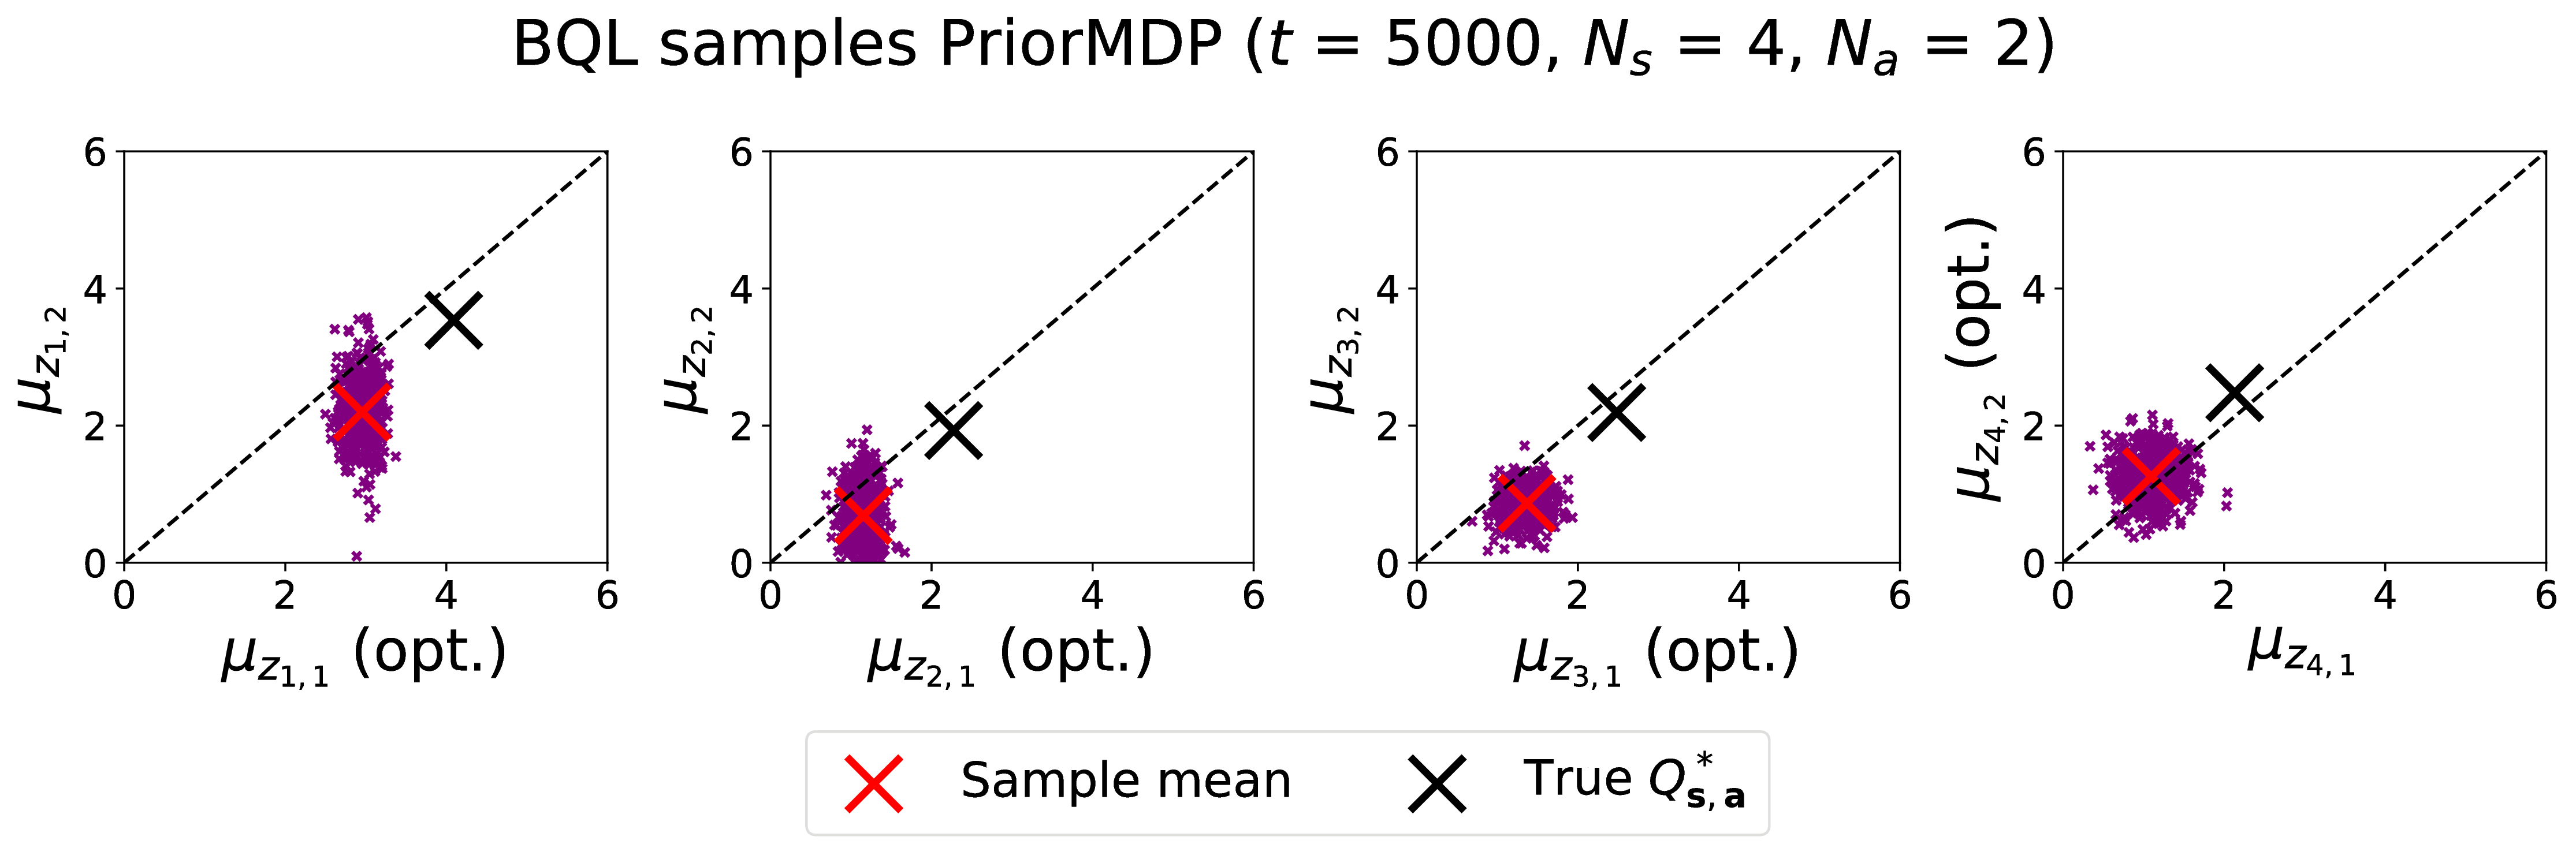 BQL samples PriorMDP (t = 5000, N_s = 4, N_a = 2)
6
4
2
0
0 2 4 6
μ_{z_{1,2}}
μ_{z_{1,1}} (opt.)
6
4
2
0
0 2 4 6
μ_{z_{2,2}}
μ_{z_{2,1}} (opt.)
6
4
2
0
0 2 4 6
μ_{z_{3,2}}
μ_{z_{3,1}} (opt.)
6
4
2
0
0 2 4 6
μ_{z_{4,2}} (opt.)
μ_{z_{4,1}}
Sample mean
True Q^*_{s,a}